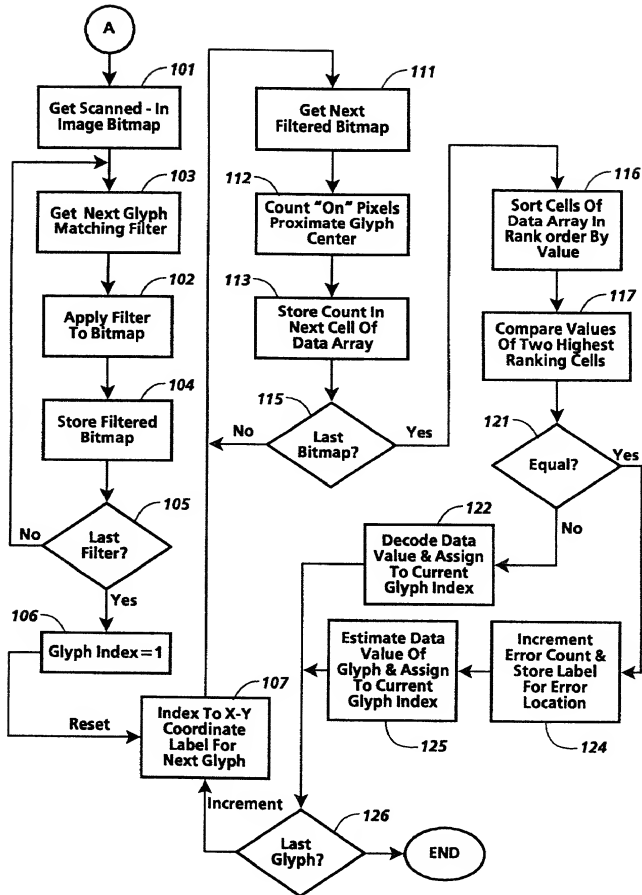 A
101
Get Scanned - In
Image Bitmap
103
Get Next Glyph
Matching Filter
102
Apply Filter
To Bitmap
104
Store Filtered
Bitmap
105
Last
Filter?
No
Yes
106
Glyph Index=1
Reset
107
Index To X-Y
Coordinate
Label For
Next Glyph
Increment
111
Get Next
Filtered Bitmap
112
Count "On" Pixels
Proximate Glyph
Center
113
Store Count In
Next Cell Of
Data Array
115
Last
Bitmap?
No
Yes
116
Sort Cells Of
Data Array In
Rank order By
Value
117
Compare Values
Of Two Highest
Ranking Cells
121
Equal?
Yes
No
122
Decode Data
Value & Assign
To Current
Glyph Index
Increment
Error Count &
Store Label
For Error
Location
124
Estimate Data
Value Of
Glyph & Assign
To Current
Glyph Index
125
126
Last
Glyph?
END